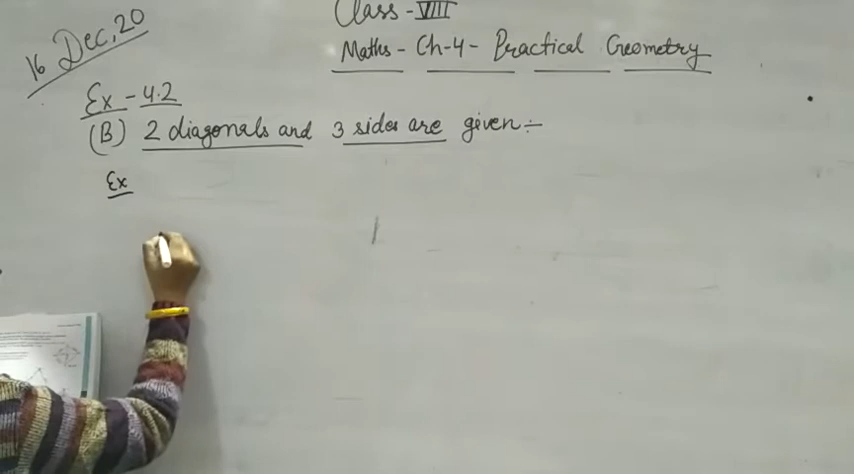 16 Dec, 20
Class - VIII
Maths - Ch-4 - Practical Geometry
Ex - 4.2
(B) 2 diagonals and 3 sides are given :-
Ex